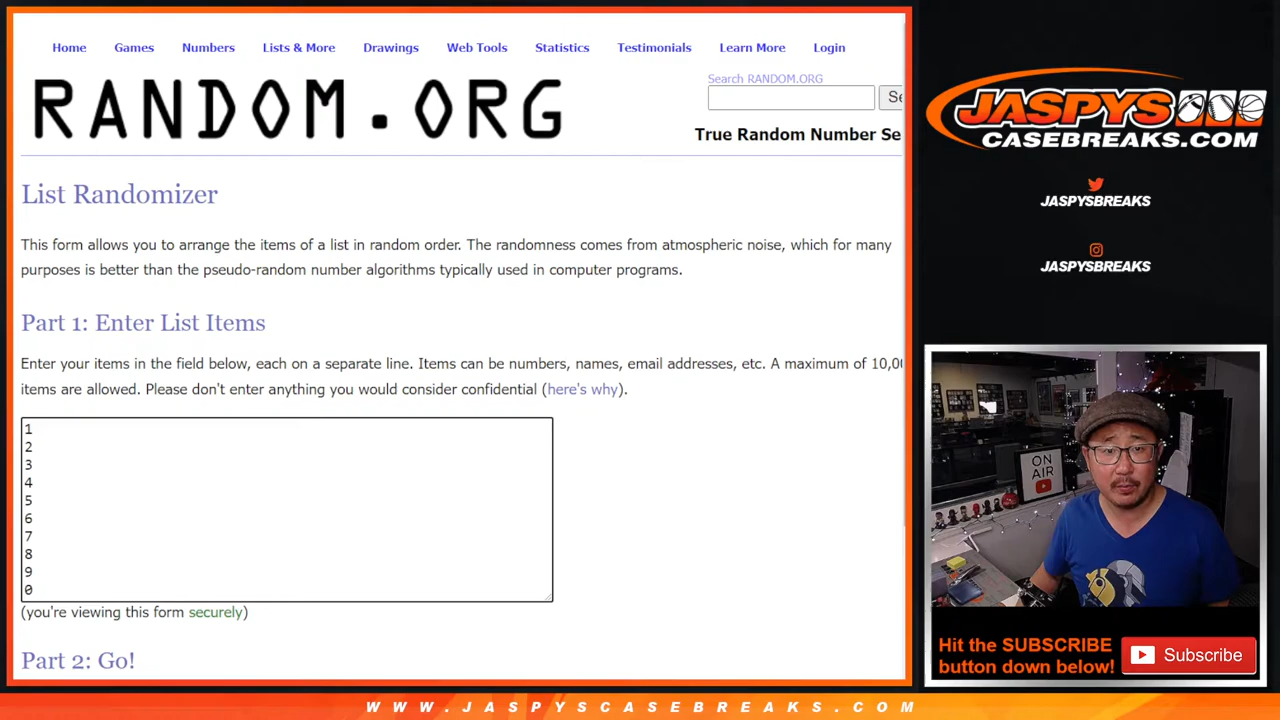 Home Games Numbers Lists & More Drawings Web Tools Statistics Testimonials Learn More Login
RANDOM.ORG
Search RANDOM.ORG
Se
True Random Number Se
List Randomizer
This form allows you to arrange the items of a list in random order. The randomness comes from atmospheric noise, which for many
purposes is better than the pseudo-random number algorithms typically used in computer programs.
Part 1: Enter List Items
Enter your items in the field below, each on a separate line. Items can be numbers, names, email addresses, etc. A maximum of 10,00
items are allowed. Please don't enter anything you would consider confidential (here's why).
1
2
3
4
5
6
7
8
9
0
(you're viewing this form securely)
Part 2: Go!
JASPYS
CASEBREAKS.COM
JASPYSBREAKS
JASPYSBREAKS
ON
AIR
Hit the SUBSCRIBE
button down below!
Subscribe
WWW.JASPYSCASEBREAKS.COM